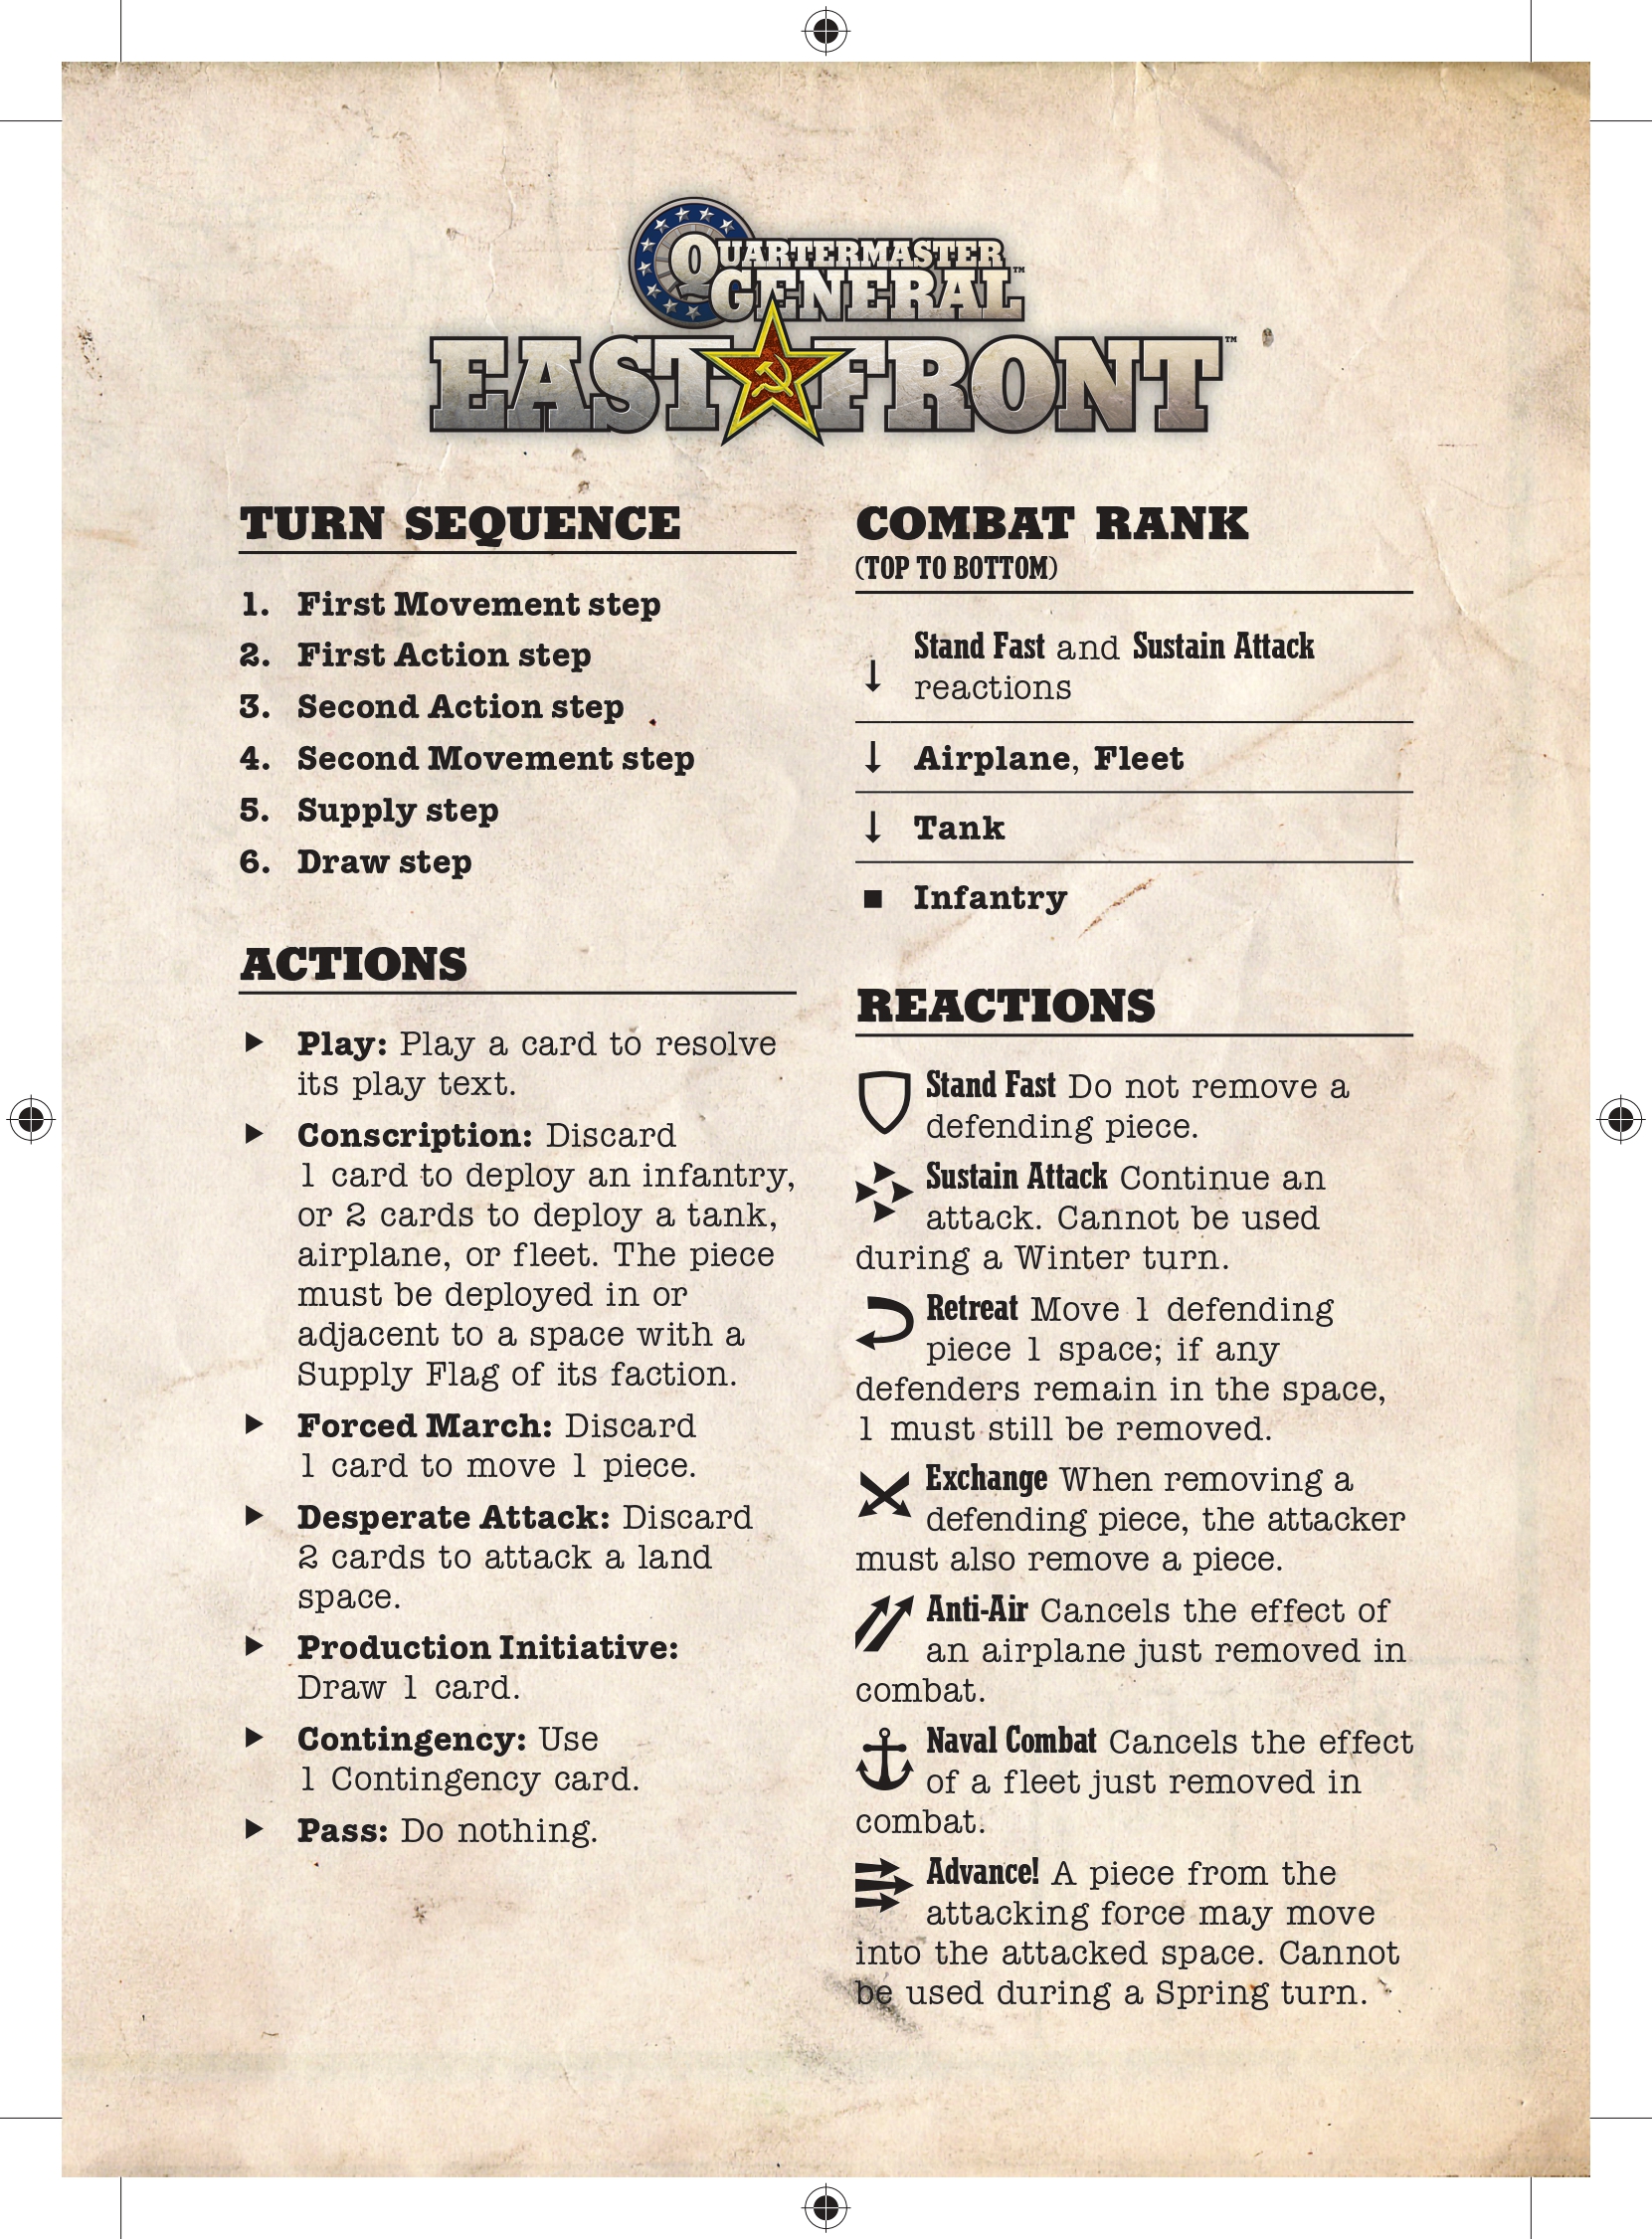 QUARTERMASTER
GENERAL™
EAST FRONT™
TURN SEQUENCE
1. First Movement step
2. First Action step
3. Second Action step
4. Second Movement step
5. Supply step
6. Draw step
ACTIONS
Play: Play a card to resolve
its play text.
Conscription: Discard
1 card to deploy an infantry,
or 2 cards to deploy a tank,
airplane, or fleet. The piece
must be deployed in or
adjacent to a space with a
Supply Flag of its faction.
Forced March: Discard
1 card to move 1 piece.
Desperate Attack: Discard
2 cards to attack a land
space.
Production Initiative:
Draw 1 card.
Contingency: Use
1 Contingency card.
Pass: Do nothing.
COMBAT RANK
(TOP TO BOTTOM)
Stand Fast and Sustain Attack
reactions
Airplane, Fleet
Tank
Infantry
REACTIONS
Stand Fast Do not remove a
defending piece.
Sustain Attack Continue an
attack. Cannot be used
during a Winter turn.
Retreat Move 1 defending
piece 1 space; if any
defenders remain in the space,
1 must still be removed.
Exchange When removing a
defending piece, the attacker
must also remove a piece.
Anti-Air Cancels the effect of
an airplane just removed in
combat.
Naval Combat Cancels the effect
of a fleet just removed in
combat.
Advance! A piece from the
attacking force may move
into the attacked space. Cannot
be used during a Spring turn.